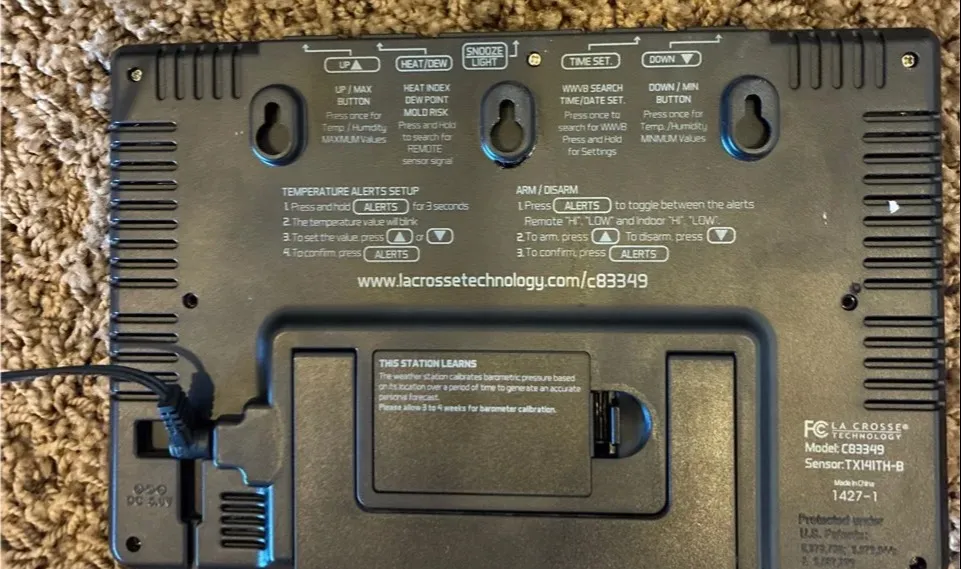 UP▲
HEAT/DEW
SNOOZE
LIGHT
TIME SET.
DOWN ▼
UP / MAX
BUTTON
Press once for
Temp. / Humidity
MAXIMUM Values
HEAT INDEX
DEW POINT
MOLD RISK
Press and Hold
to search for
REMOTE
sensor signal
WWVB SEARCH
TIME/DATE SET.
Press once to
search for WWVB
Press and Hold
for Settings
DOWN / MIN
BUTTON
Press once for
Temp. /Humidity
MINIMUM Values
TEMPERATURE ALERTS SETUP
1. Press and hold ALERTS for 3 seconds
2. The temperature value will blink
3. To set the value, press ▲ or ▼
4. To confirm, press ALERTS
ARM / DISARM
1. Press ALERTS to toggle between the alerts
Remote "HI", "LOW" and Indoor "HI", "LOW".
2. To arm, press ▲ To disarm, press ▼
3. To confirm, press ALERTS
www.lacrossetechnology.com/c83349
THIS STATION LEARNS
The weather station calibrates barometric pressure based
on its location over a period of time to generate an accurate
personal forecast.
Please allow 3 to 4 weeks for barometer calibration.
FC LA CROSSE®
TECHNOLOGY
Model: C83349
Sensor: TX141TH-B
Made in China
1427-1
Protected under
U.S. Patents: